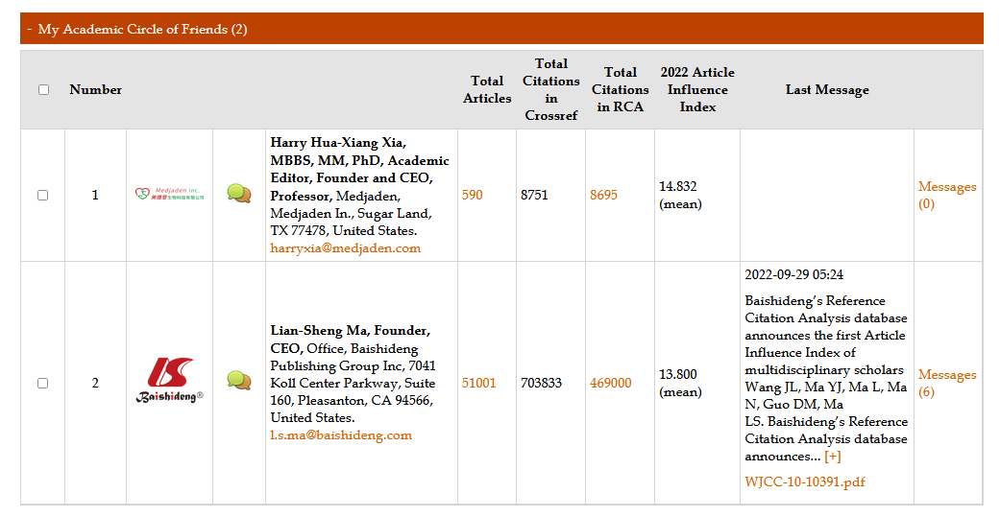 - My Academic Circle of Friends (2)
Number
Total
Articles
Total
Citations
in
Crossref
Total
Citations
in RCA
2022 Article
Influence
Index
Last Message
1
Medjaden Inc.
Harry Hua-Xiang Xia,
MBBS, MM, PhD, Academic
Editor, Founder and CEO,
Professor, Medjaden,
Medjaden In., Sugar Land,
TX 77478, United States.
harryxia@medjaden.com
590
8751
8695
14.832
(mean)
Messages
(0)
2
Baishideng®
Lian-Sheng Ma, Founder,
CEO, Office, Baishideng
Publishing Group Inc, 7041
Koll Center Parkway, Suite
160, Pleasanton, CA 94566,
United States.
l.s.ma@baishideng.com
51001
703833
469000
13.800
(mean)
2022-09-29 05:24
Baishideng’s Reference
Citation Analysis database
announces the first Article
Influence Index of
multidisciplinary scholars
Wang JL, Ma YJ, Ma L, Ma
N, Guo DM, Ma
LS. Baishideng’s Reference
Citation Analysis database
announces... [+]
WJCC-10-10391.pdf
Messages
(6)